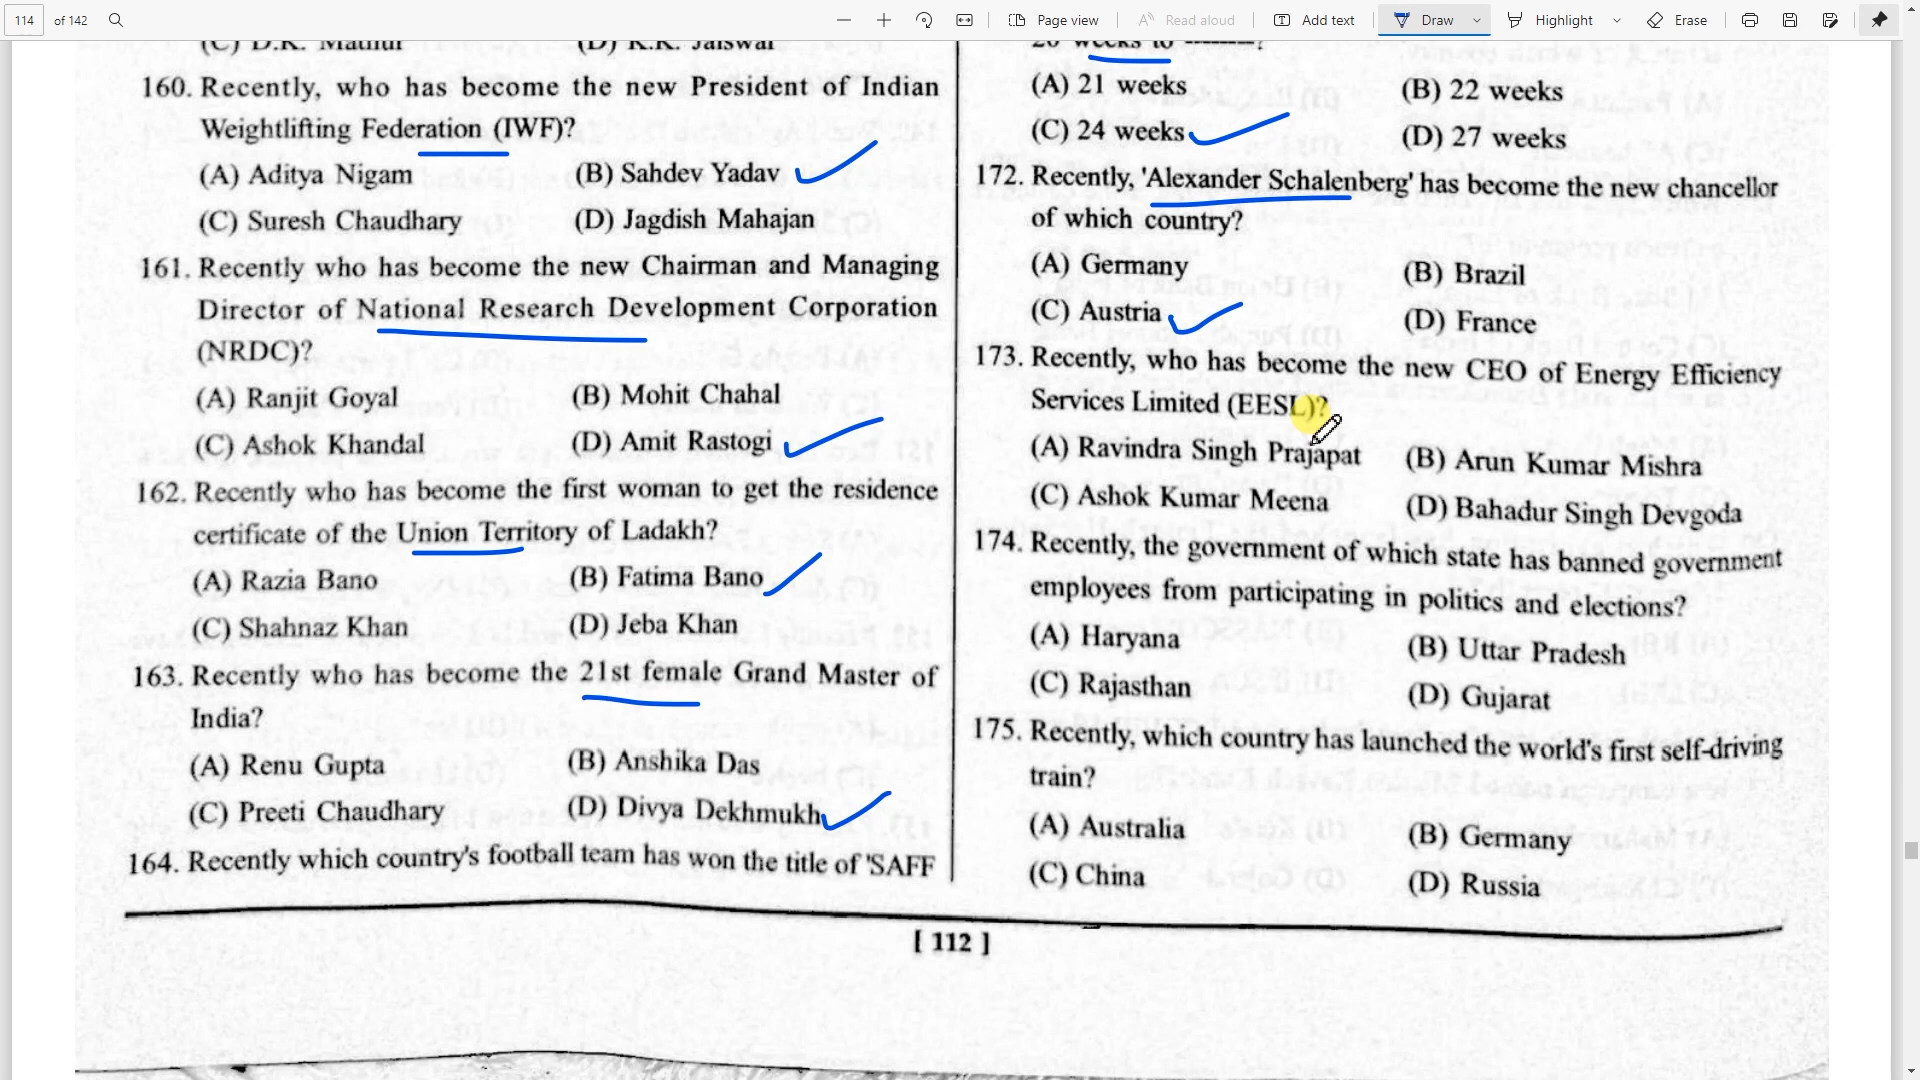 114 of 142 Page view Read aloud Add text Draw Highlight Erase
(C) D.K. Mathur (D) K.K. Jaiswal
160. Recently, who has become the new President of Indian
Weightlifting Federation (IWF)?
(A) Aditya Nigam (B) Sahdev Yadav
(C) Suresh Chaudhary (D) Jagdish Mahajan
161. Recently who has become the new Chairman and Managing
Director of National Research Development Corporation
(NRDC)?
(A) Ranjit Goyal (B) Mohit Chahal
(C) Ashok Khandal (D) Amit Rastogi
162. Recently who has become the first woman to get the residence
certificate of the Union Territory of Ladakh?
(A) Razia Bano (B) Fatima Bano
(C) Shahnaz Khan (D) Jeba Khan
163. Recently who has become the 21st female Grand Master of
India?
(A) Renu Gupta (B) Anshika Das
(C) Preeti Chaudhary (D) Divya Dekhmukh
164. Recently which country's football team has won the title of 'SAFF
20 weeks to ?
(A) 21 weeks (B) 22 weeks
(C) 24 weeks (D) 27 weeks
172. Recently, 'Alexander Schalenberg' has become the new chancellor
of which country?
(A) Germany (B) Brazil
(C) Austria (D) France
173. Recently, who has become the new CEO of Energy Efficiency
Services Limited (EESL)?
(A) Ravindra Singh Prajapat (B) Arun Kumar Mishra
(C) Ashok Kumar Meena (D) Bahadur Singh Devgoda
174. Recently, the government of which state has banned government
employees from participating in politics and elections?
(A) Haryana (B) Uttar Pradesh
(C) Rajasthan (D) Gujarat
175. Recently, which country has launched the world's first self-driving
train?
(A) Australia (B) Germany
(C) China (D) Russia
[ 112 ]